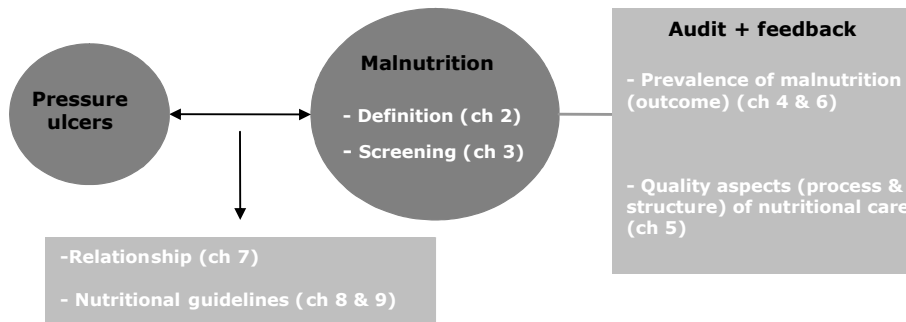 Pressure
ulcers
Malnutrition
- Definition (ch 2)
- Screening (ch 3)
Audit + feedback
- Prevalence of malnutrition
(outcome) (ch 4 & 6)
- Quality aspects (process &
structure) of nutritional care
(ch 5)
-Relationship (ch 7)
- Nutritional guidelines (ch 8 & 9)